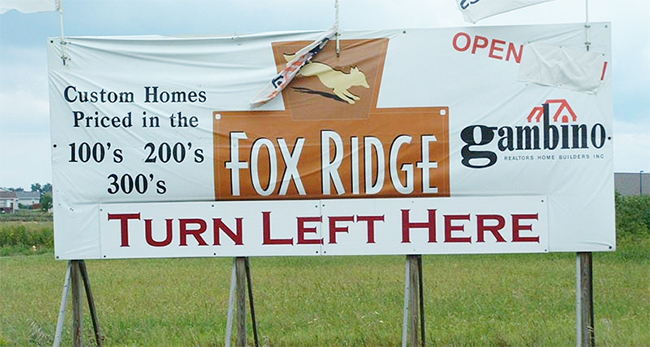 Custom Homes
Priced in the
100's 200's
300's
FOX RIDGE
OPEN
gambino
REALTORS HOME BUILDERS INC
TURN LEFT HERE